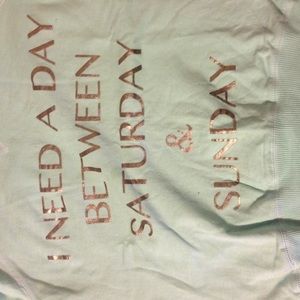 I NEED A DAY
BETWEEN
SATURDAY
&
SUNDAY